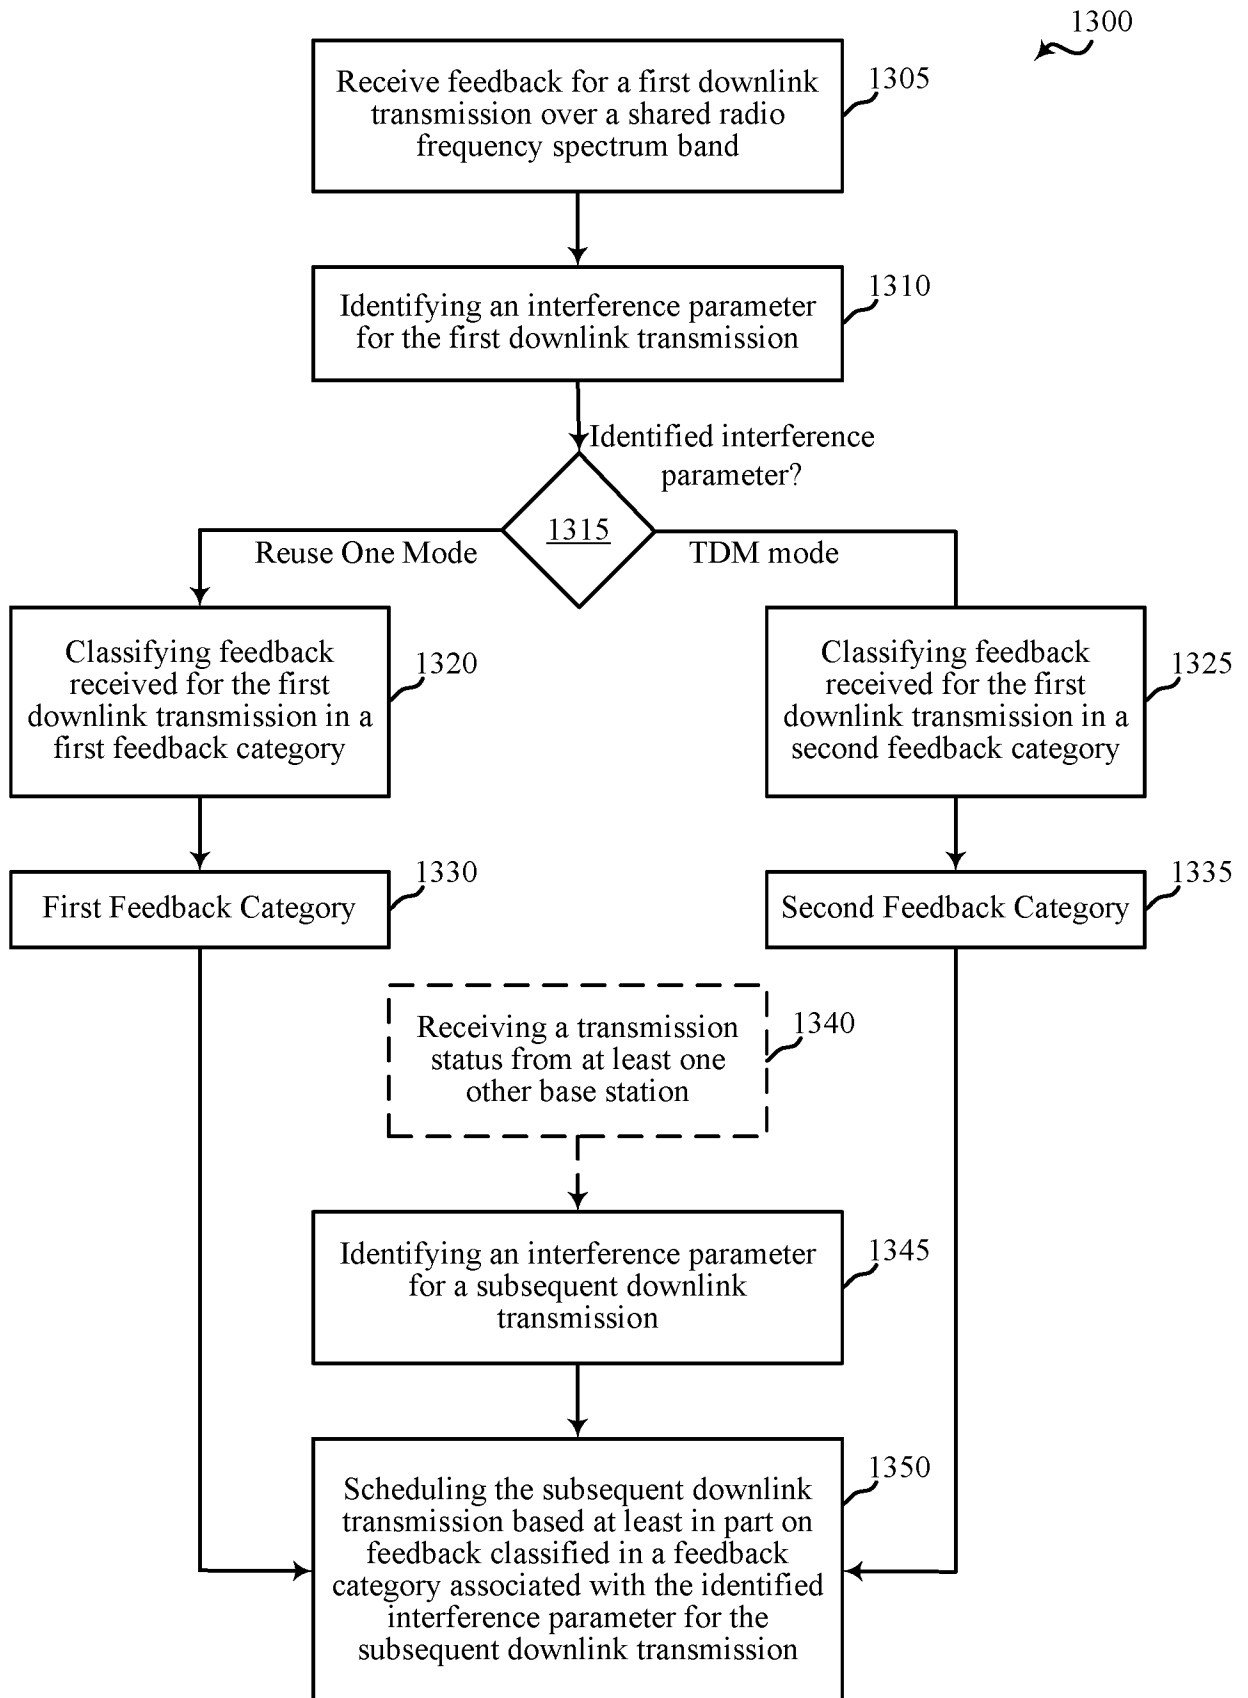 1300
Receive feedback for a first downlink
transmission over a shared radio
frequency spectrum band
1305
Identifying an interference parameter
for the first downlink transmission
1310
Identified interference
parameter?
1315
Reuse One Mode
TDM mode
Classifying feedback
received for the first
downlink transmission in a
first feedback category
1320
Classifying feedback
received for the first
downlink transmission in a
second feedback category
1325
First Feedback Category
1330
Second Feedback Category
1335
Receiving a transmission
status from at least one
other base station
1340
Identifying an interference parameter
for a subsequent downlink
transmission
1345
Scheduling the subsequent downlink
transmission based at least in part on
feedback classified in a feedback
category associated with the identified
interference parameter for the
subsequent downlink transmission
1350